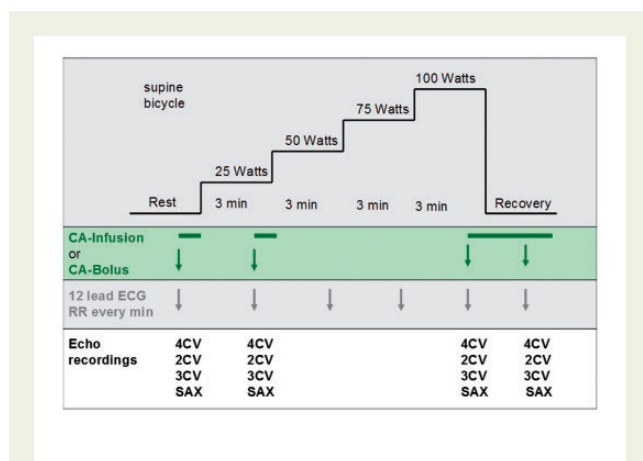 supine
bicycle
100 Watts
75 Watts
50 Watts
25 Watts
Rest
3 min
3 min
3 min
3 min
Recovery
CA-Infusion
or
CA-Bolus
12 lead ECG
RR every min
Echo
recordings
4CV 4CV 4CV 4CV
2CV 2CV 2CV 2CV
3CV 3CV 3CV 3CV
SAX SAX SAX SAX